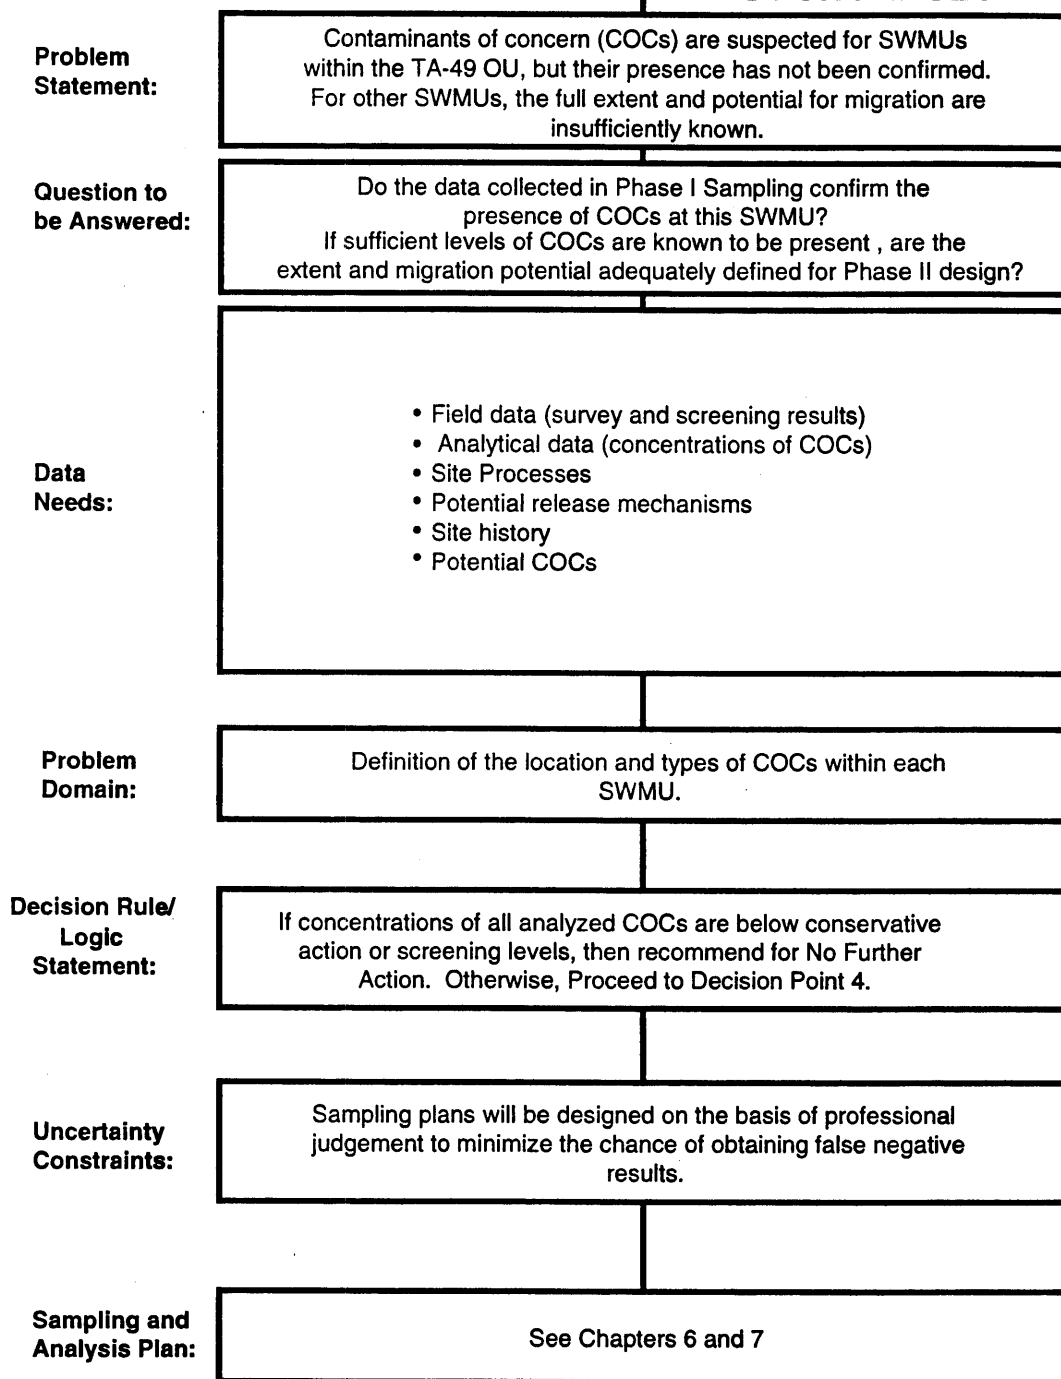 Problem
Statement:
Contaminants of concern (COCs) are suspected for SWMUs
within the TA-49 OU, but their presence has not been confirmed.
For other SWMUs, the full extent and potential for migration are
insufficiently known.
Question to
be Answered:
Do the data collected in Phase I Sampling confirm the
presence of COCs at this SWMU?
If sufficient levels of COCs are known to be present , are the
extent and migration potential adequately defined for Phase II design?
Data
Needs:
• Field data (survey and screening results)
• Analytical data (concentrations of COCs)
• Site Processes
• Potential release mechanisms
• Site history
• Potential COCs
Problem
Domain:
Definition of the location and types of COCs within each
SWMU.
Decision Rule/
Logic
Statement:
If concentrations of all analyzed COCs are below conservative
action or screening levels, then recommend for No Further
Action. Otherwise, Proceed to Decision Point 4.
Uncertainty
Constraints:
Sampling plans will be designed on the basis of professional
judgement to minimize the chance of obtaining false negative
results.
Sampling and
Analysis Plan:
See Chapters 6 and 7